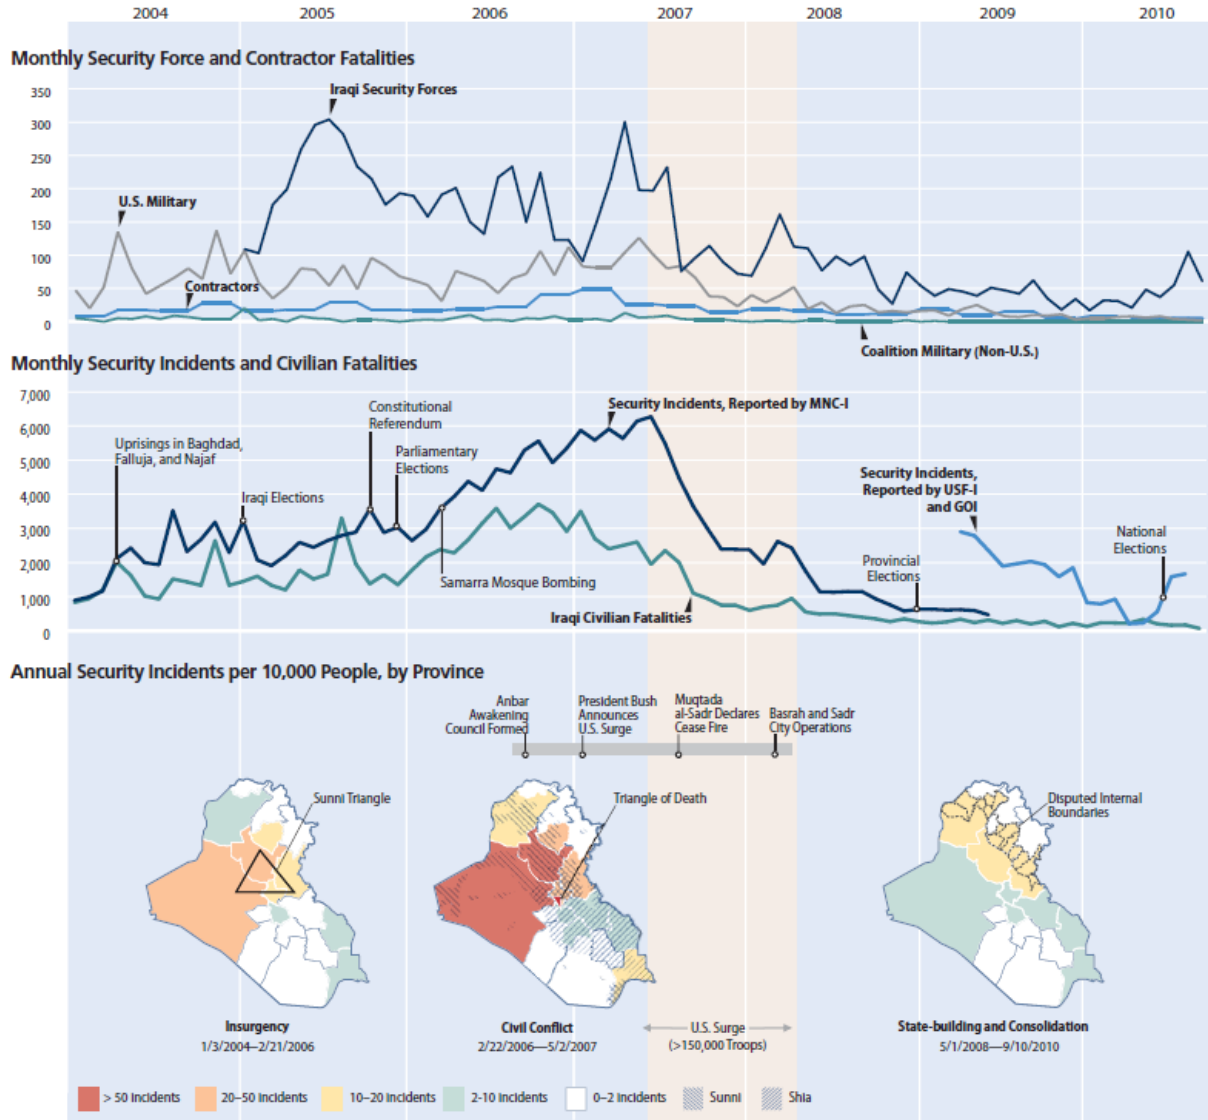 2004 2005 2006 2007 2008 2009 2010
Monthly Security Force and Contractor Fatalities
350
300
250
200
150
100
50
0
Iraqi Security Forces
U.S. Military
Contractors
Coalition Military (Non-U.S.)
Monthly Security Incidents and Civilian Fatalities
7,000
6,000
5,000
4,000
3,000
2,000
1,000
0
Uprisings in Baghdad,
Falluja, and Najaf
Iraqi Elections
Constitutional
Referendum
Parliamentary
Elections
Samarra Mosque Bombing
Security Incidents, Reported by MNC-I
Iraqi Civilian Fatalities
Security Incidents,
Reported by USF-I
and GOI
Provincial
Elections
National
Elections
Annual Security Incidents per 10,000 People, by Province
Anbar
Awakening
Council Formed
President Bush
Announces
U.S. Surge
Muqtada
al-Sadr Declares
Cease Fire
Basrah and Sadr
City Operations
Sunni Triangle
Triangle of Death
Disputed Internal
Boundaries
Insurgency
1/3/2004—2/21/2006
Civil Conflict
2/22/2006—5/2/2007
U.S. Surge
(>150,000 Troops)
State-building and Consolidation
5/1/2008—9/10/2010
> 50 incidents 20–50 incidents 10–20 incidents 2-10 incidents 0–2 incidents Sunni Shia